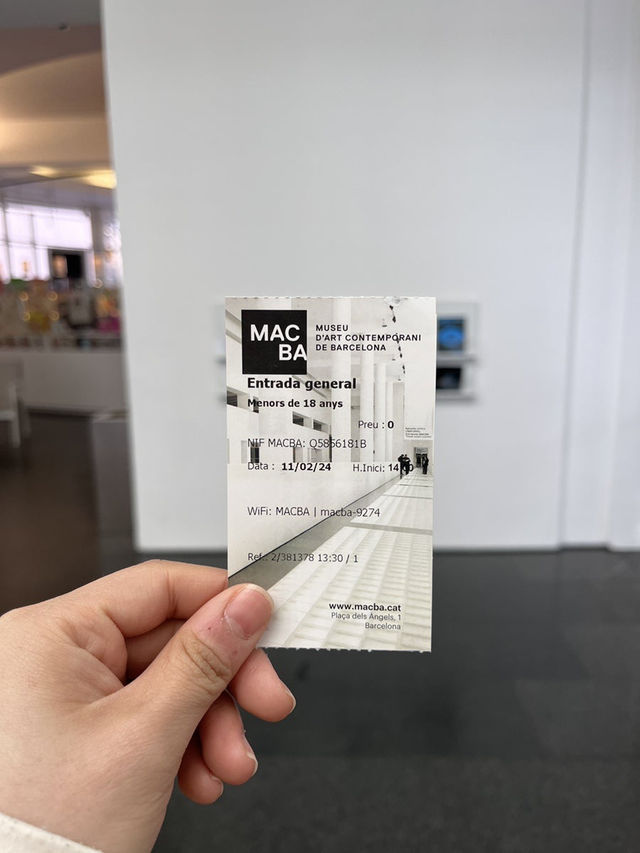 MAC
BA
MUSEU
D'ART CONTEMPORANI
DE BARCELONA
Entrada general
Menors de 18 anys
Preu : 0
NIF MACBA: Q5856181B
Data : 11/02/24 H.Inici: 14
WiFi: MACBA | macba-9274
Ref.: 2/381378 13:30 / 1
www.macba.cat
Plaça dels Àngels, 1
Barcelona